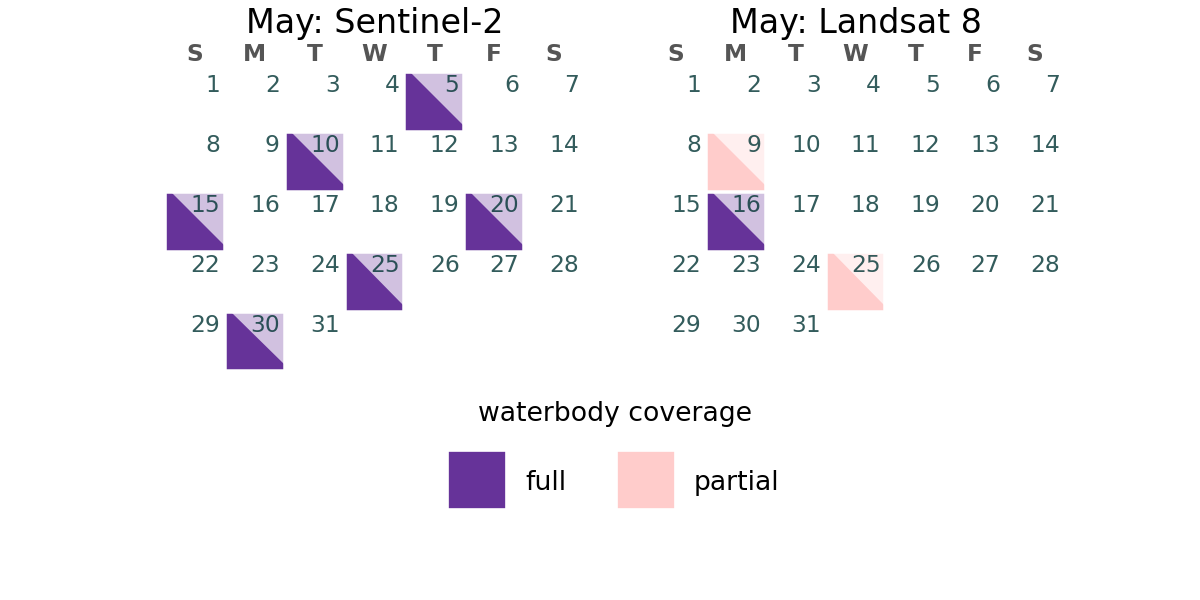 May: Sentinel-2
S M T W T F S
1 2 3 4 5 6 7
8 9 10 11 12 13 14
15 16 17 18 19 20 21
22 23 24 25 26 27 28
29 30 31
May: Landsat 8
S M T W T F S
1 2 3 4 5 6 7
8 9 10 11 12 13 14
15 16 17 18 19 20 21
22 23 24 25 26 27 28
29 30 31
waterbody coverage
full
partial